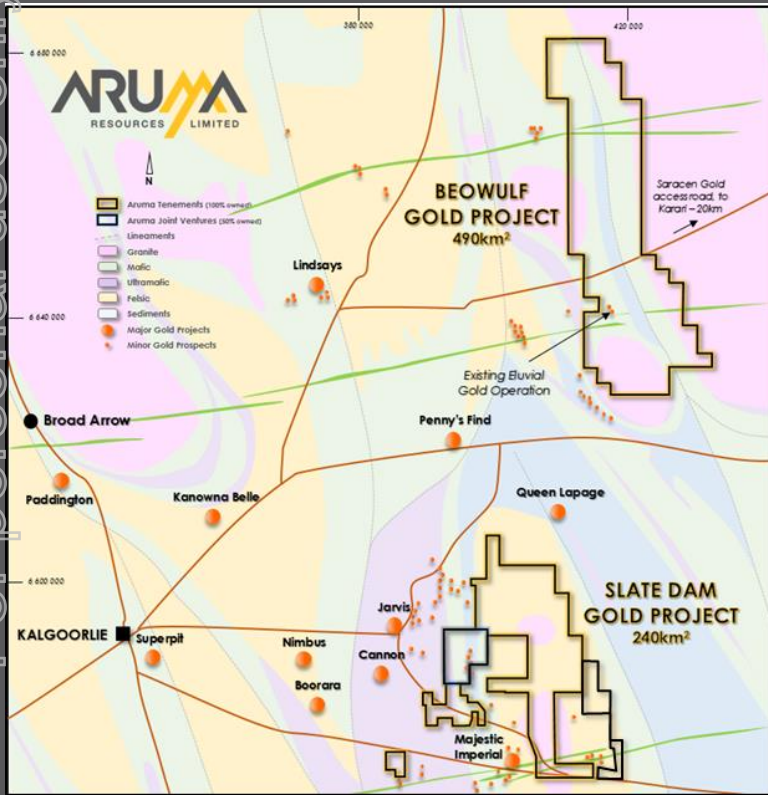 380 000
420 000
6 680 000
ARUMA
RESOURCES LIMITED
N
Aruma Tenements (100% owned)
Aruma Joint Ventures (50% owned)
Lineaments
Granite
Mafic
Ultramafic
Felsic
Sediments
Major Gold Projects
Minor Gold Prospects
BEOWULF
GOLD PROJECT
490km²
Saracen Gold
access road, to
Karari – 20km
Lindsays
6 640 000
Existing Eluvial
Gold Operation
Broad Arrow
Penny's Find
Paddington
Kanowna Belle
Queen Lapage
6 600 000
SLATE DAM
GOLD PROJECT
240km²
KALGOORLIE
Superpit
Jarvis
Nimbus
Cannon
Boorara
Majestic
Imperial